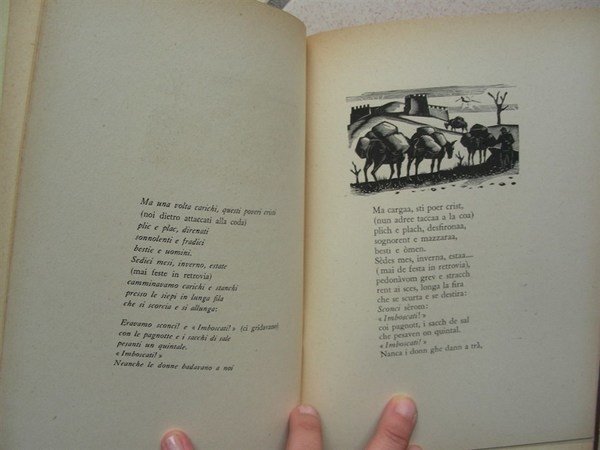 Ma una volta carichi, questi poveri cristi
(noi dietro attaccati alla coda)
plic e plac, direnati
sonnolenti e fradici
bestie e uomini.
Sedici mesi, inverno, estate
(mai feste in retrovia)
camminavamo carichi e stanchi
presso le siepi in lunga fila
che si scorcia e si allunga:
Eravamo sconci! e « Imboscati! » (ci gridavano)
con le pagnotte e i sacchi di sale
pesanti un quintale.
« Imboscati! »
Neanche le donne badavano a noi
Ma cargaa, sti poer crist,
(nun adree taccaa a la coa)
plich e plach, desfironaa,
sognorent e mazzaraa,
besti e òmen.
Sèdes mes, inverna, estaa....
(mai de festa in retrovia),
pedonàvom grev e stracch
rent ai sces, longa la fira
che se scurta e se destira:
Sconci sèrom:
« Imboscati! »
coi pagnott, i sacch de sal
che pesaven on quintal.
« Imboscati! »
Nanca i donn ghe dann a trà,